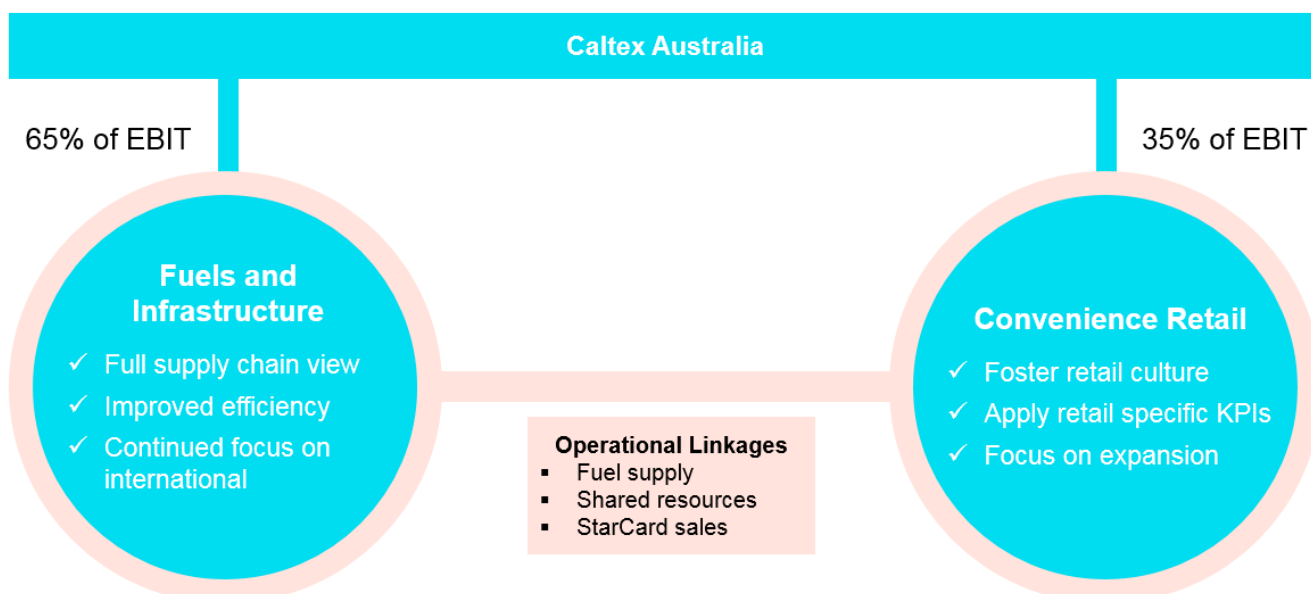 Caltex Australia
65% of EBIT
35% of EBIT
Fuels and
Infrastructure
✓ Full supply chain view
✓ Improved efficiency
✓ Continued focus on
international
Convenience Retail
✓ Foster retail culture
✓ Apply retail specific KPIs
✓ Focus on expansion
Operational Linkages
▪ Fuel supply
▪ Shared resources
▪ StarCard sales